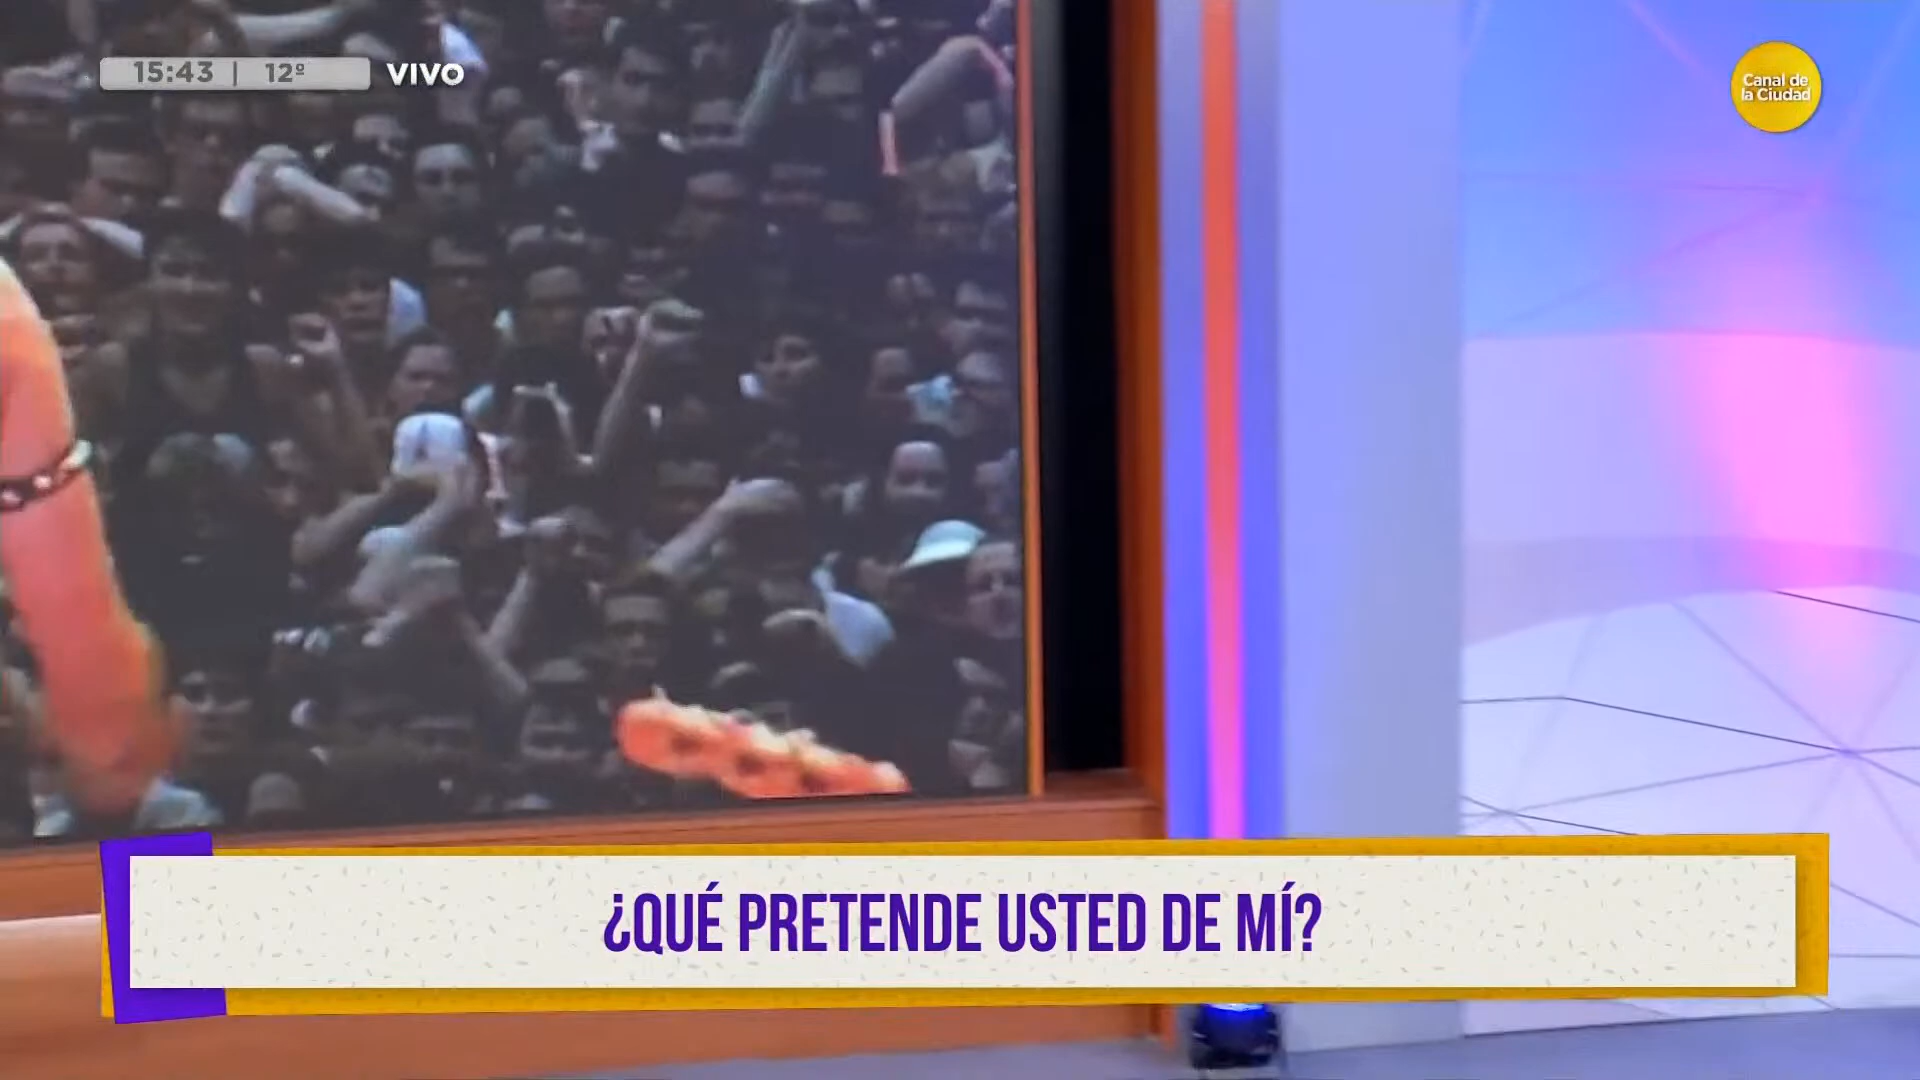 15:43 | 12º VIVO
Canal de
la Ciudad
¿QUÉ PRETENDE USTED DE MÍ?